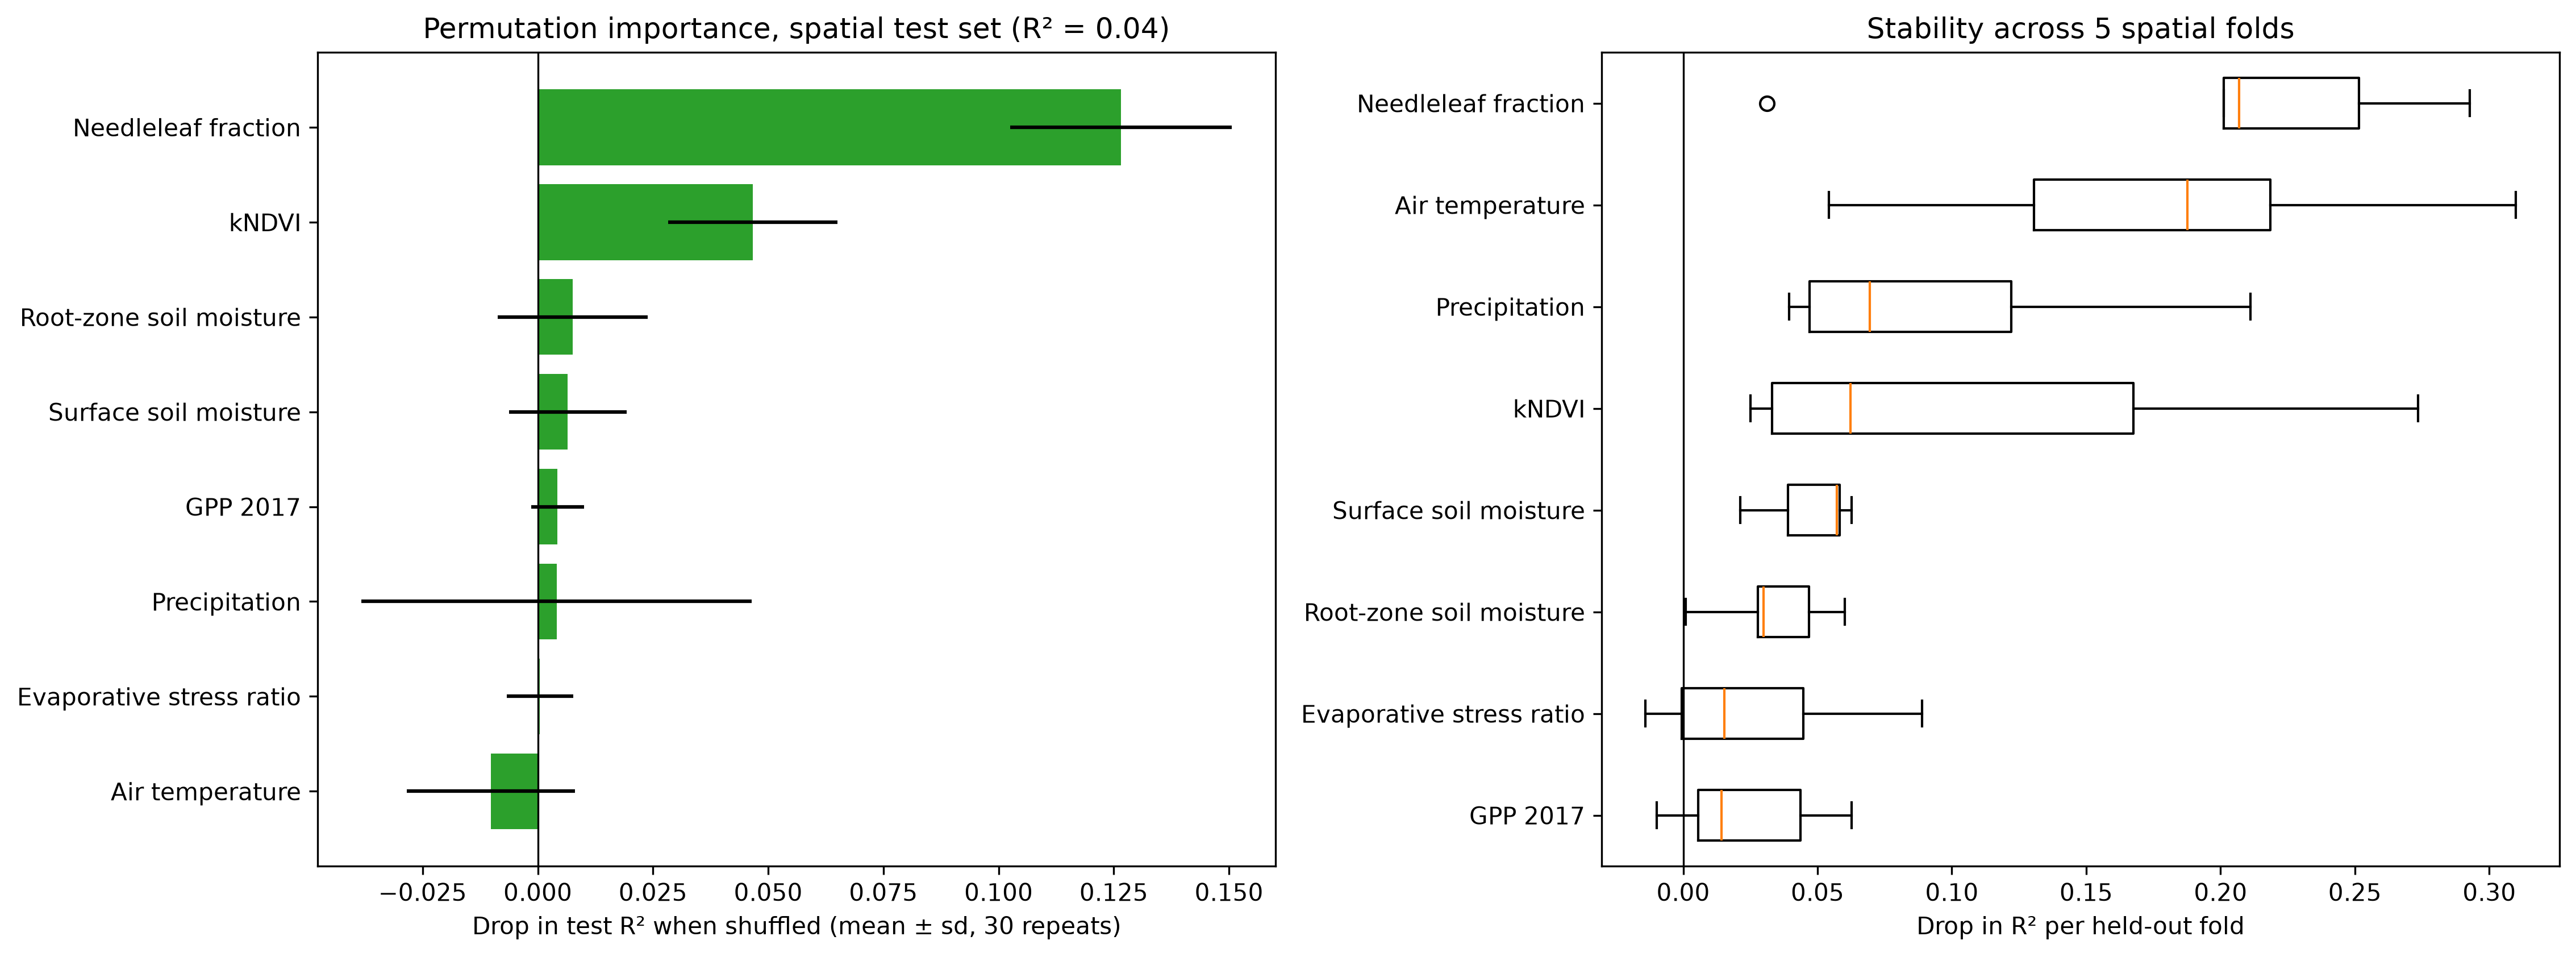 Permutation importance, spatial test set (R² = 0.04)
Needleleaf fraction
kNDVI
Root-zone soil moisture
Surface soil moisture
GPP 2017
Precipitation
Evaporative stress ratio
Air temperature
−0.025 0.000 0.025 0.050 0.075 0.100 0.125 0.150
Drop in test R² when shuffled (mean ± sd, 30 repeats)
Stability across 5 spatial folds
Needleleaf fraction
Air temperature
Precipitation
kNDVI
Surface soil moisture
Root-zone soil moisture
Evaporative stress ratio
GPP 2017
0.00 0.05 0.10 0.15 0.20 0.25 0.30
Drop in R² per held-out fold